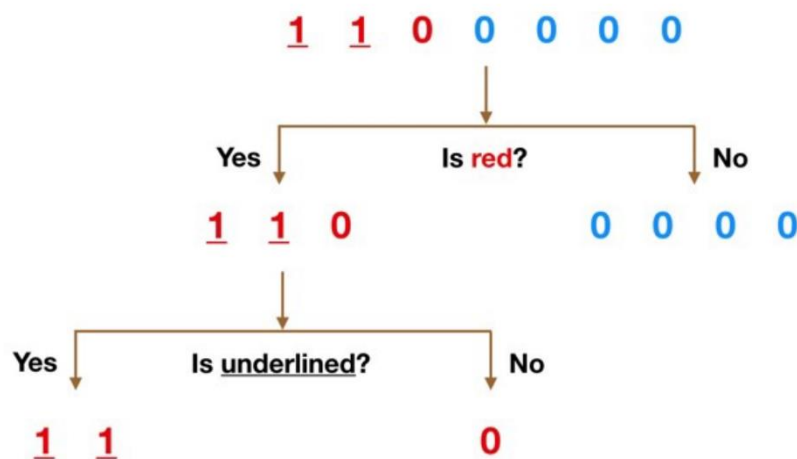 1 1 0 0 0 0 0
Yes Is red? No
1 1 0 0 0 0 0
Yes Is underlined? No
1 1 0